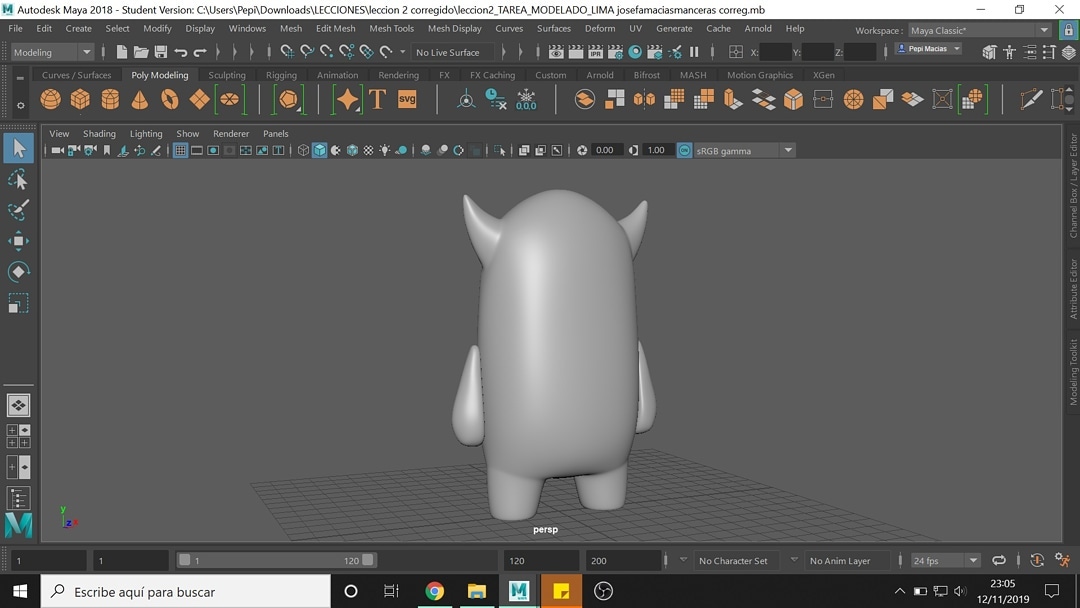 Autodesk Maya 2018 - Student Version: C:\Users\Pepi\Downloads\LECCIONES\leccion 2 corregido\leccion2_TAREA_MODELADO_LIMA josefamaciasmanceras correg.mb
File Edit Create Select Modify Display Windows Mesh Edit Mesh Mesh Tools Mesh Display Curves Surfaces Deform UV Generate Cache Arnold Help Workspace : Maya Classic*
Modeling No Live Surface X: Y: Z: Pepi Macias
Curves / Surfaces Poly Modeling Sculpting Rigging Animation Rendering FX FX Caching Custom Arnold Bifrost MASH Motion Graphics XGen
T SVG 0,0,0
View Shading Lighting Show Renderer Panels
0.00 1.00 ON sRGB gamma
Channel Box / Layer Editor
Attribute Editor
Modeling Toolkit
y
z
persp
1 1 1 120 120 200 No Character Set No Anim Layer 24 fps
Escribe aquí para buscar
23:05
12/11/2019